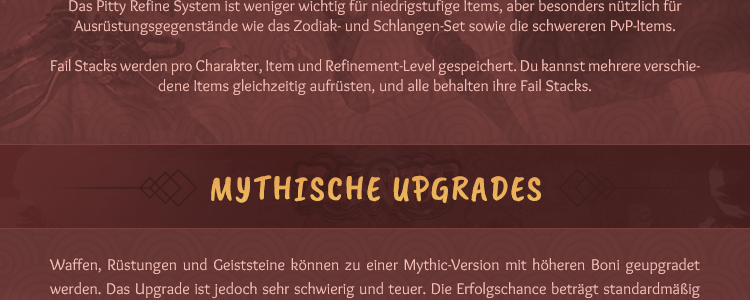 Das Pitty Refine System ist weniger wichtig für niedrigstufige Items, aber besonders nützlich für
Ausrüstungsgegenstände wie das Zodiak- und Schlangen-Set sowie die schwereren PvP-Items.
Fail Stacks werden pro Charakter, Item und Refinement-Level gespeichert. Du kannst mehrere verschie-
dene Items gleichzeitig aufrüsten, und alle behalten ihre Fail Stacks.
MYTHISCHE UPGRADES
Waffen, Rüstungen und Geiststeine können zu einer Mythic-Version mit höheren Boni geupgradet
werden. Das Upgrade ist jedoch sehr schwierig und teuer. Die Erfolgschance beträgt standardmäßig